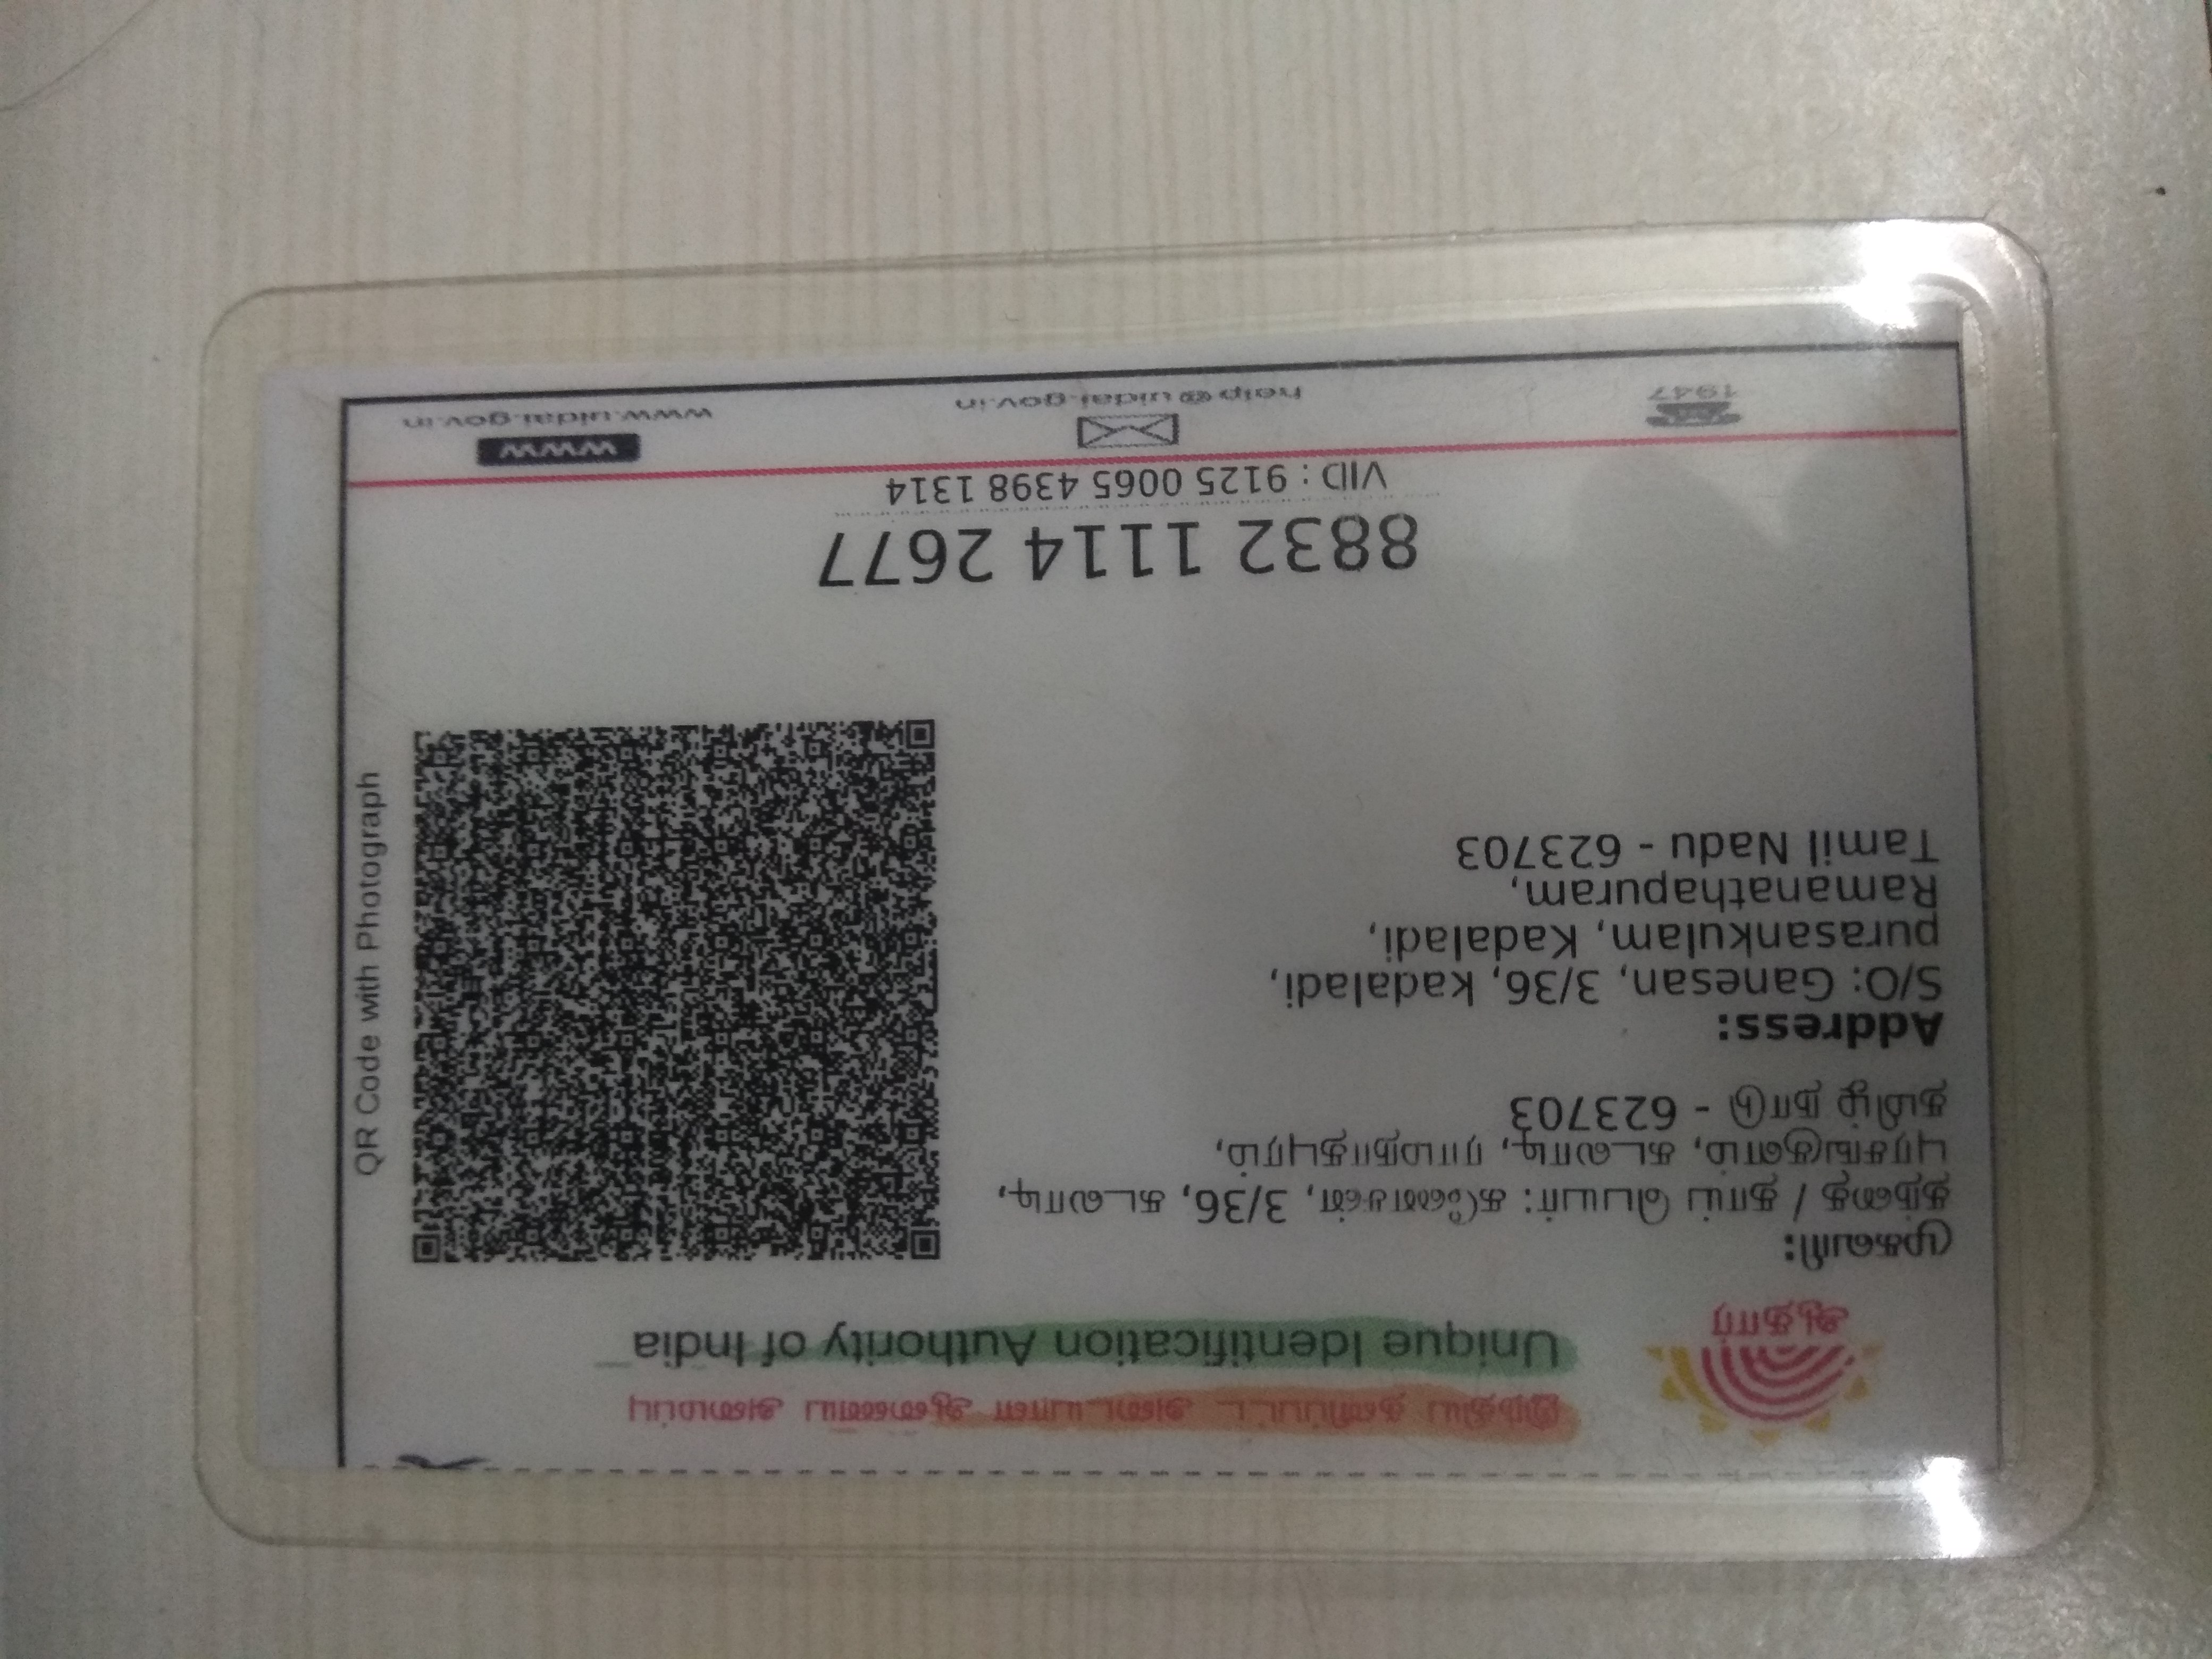 இந்திய தனிப்பட்ட அடையாள ஆணைய அமைப்பு
Unique Identification Authority of India
ஆதார்
முகவரி:
தந்தை / தாய் பெயர்: கணேசன், 3/36, கடலாடி,
புரசங்குளம், கடலாடி, ராமநாதபுரம்,
தமிழ் நாடு - 623703
Address:
S/O: Ganesan, 3/36, kadaladi,
purasankulam, Kadaladi,
Ramanathapuram,
Tamil Nadu - 623703
QR Code with Photograph
8832 1114 2677
VID : 9125 0065 4398 1314
1947
help@uidai.gov.in
www
www.uidai.gov.in